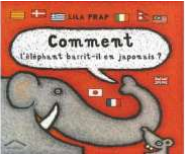 LILA PRAP
Comment
l'éléphant barrit-il en japonais ?